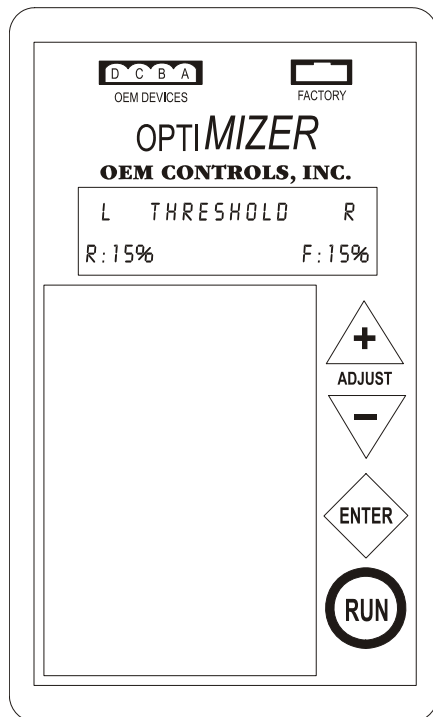 D C B A
OEM DEVICES
FACTORY
OPTIMIZER
OEM CONTROLS, INC.
L THRESHOLD R
R:15% F:15%
+
ADJUST
−
ENTER
RUN